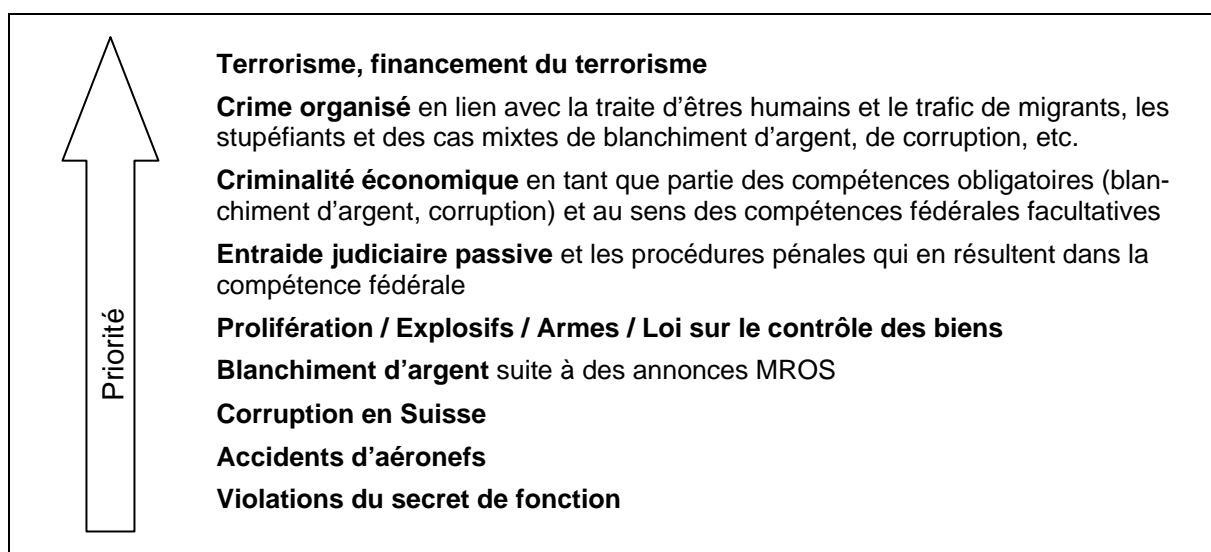 Terrorisme, financement du terrorisme
Crime organisé en lien avec la traite d'êtres humains et le trafic de migrants, les
stupéfiants et des cas mixtes de blanchiment d'argent, de corruption, etc.
Criminalité économique en tant que partie des compétences obligatoires (blan-
chiment d'argent, corruption) et au sens des compétences fédérales facultatives
Entraide judiciaire passive et les procédures pénales qui en résultent dans la
compétence fédérale
Prolifération / Explosifs / Armes / Loi sur le contrôle des biens
Blanchiment d'argent suite à des annonces MROS
Corruption en Suisse
Accidents d'aéronefs
Violations du secret de fonction
Priorité